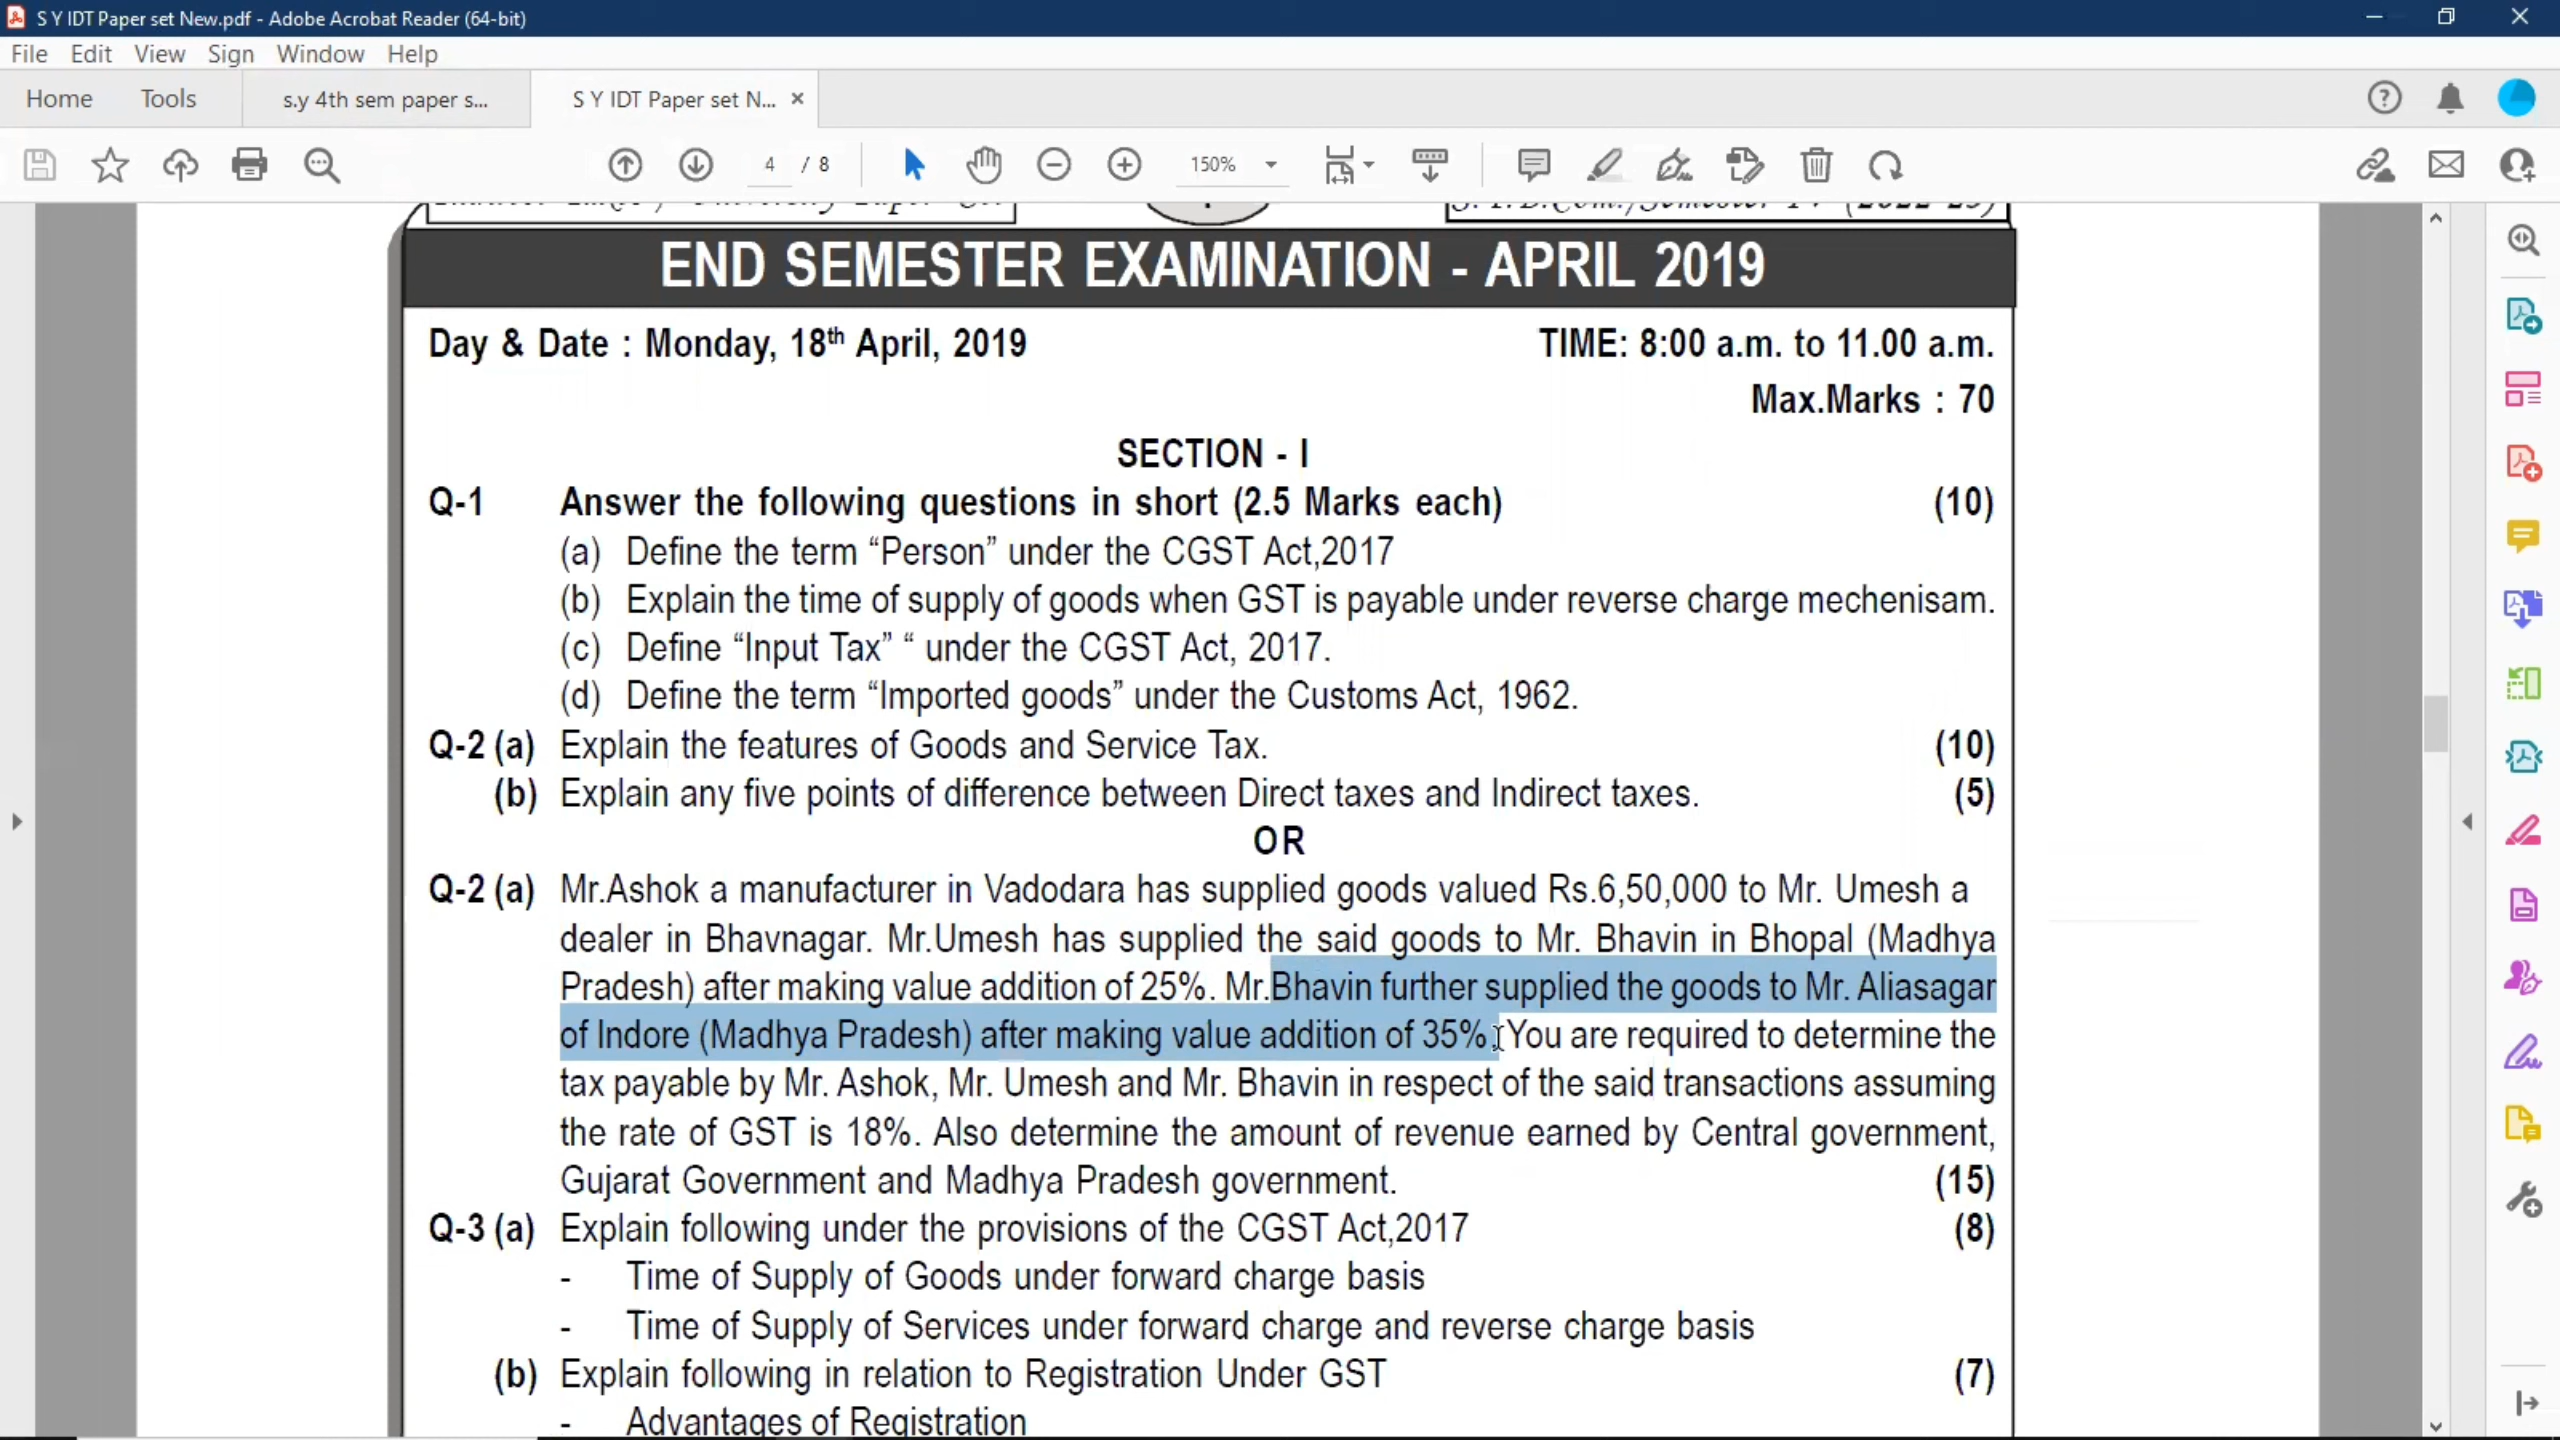 S Y IDT Paper set New.pdf - Adobe Acrobat Reader (64-bit)
File Edit View Sign Window Help
Home Tools s.y 4th sem paper s... S Y IDT Paper set N... ×
4 / 8 150%
END SEMESTER EXAMINATION - APRIL 2019
Day & Date : Monday, 18th April, 2019 TIME: 8:00 a.m. to 11.00 a.m.
Max.Marks : 70
SECTION - I
Q-1 Answer the following questions in short (2.5 Marks each) (10)
(a) Define the term “Person” under the CGST Act,2017
(b) Explain the time of supply of goods when GST is payable under reverse charge mechenisam.
(c) Define “Input Tax” “ under the CGST Act, 2017.
(d) Define the term “Imported goods” under the Customs Act, 1962.
Q-2 (a) Explain the features of Goods and Service Tax. (10)
(b) Explain any five points of difference between Direct taxes and Indirect taxes. (5)
OR
Q-2 (a) Mr.Ashok a manufacturer in Vadodara has supplied goods valued Rs.6,50,000 to Mr. Umesh a
dealer in Bhavnagar. Mr.Umesh has supplied the said goods to Mr. Bhavin in Bhopal (Madhya
Pradesh) after making value addition of 25%. Mr.Bhavin further supplied the goods to Mr. Aliasagar
of Indore (Madhya Pradesh) after making value addition of 35%. You are required to determine the
tax payable by Mr. Ashok, Mr. Umesh and Mr. Bhavin in respect of the said transactions assuming
the rate of GST is 18%. Also determine the amount of revenue earned by Central government,
Gujarat Government and Madhya Pradesh government. (15)
Q-3 (a) Explain following under the provisions of the CGST Act,2017 (8)
- Time of Supply of Goods under forward charge basis
- Time of Supply of Services under forward charge and reverse charge basis
(b) Explain following in relation to Registration Under GST (7)
- Advantages of Registration